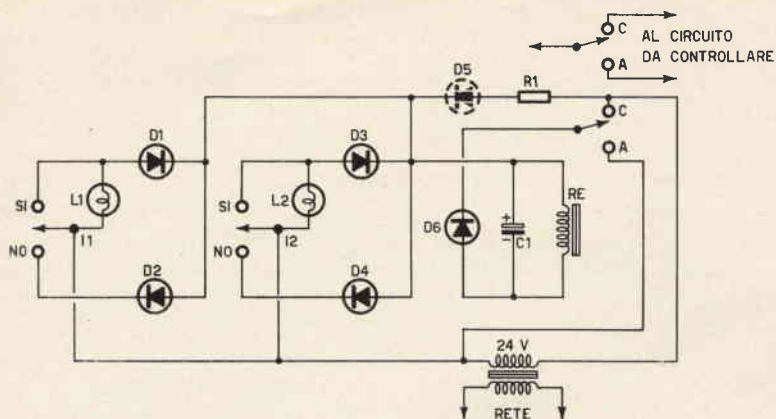 C
AL CIRCUITO
DA CONTROLLARE
A
D5
R1
C
A
D1
D3
SI
L1
SI
L2
RE
D6
+
C1
-
NO
I1
NO
I2
D2
D4
24 V
RETE